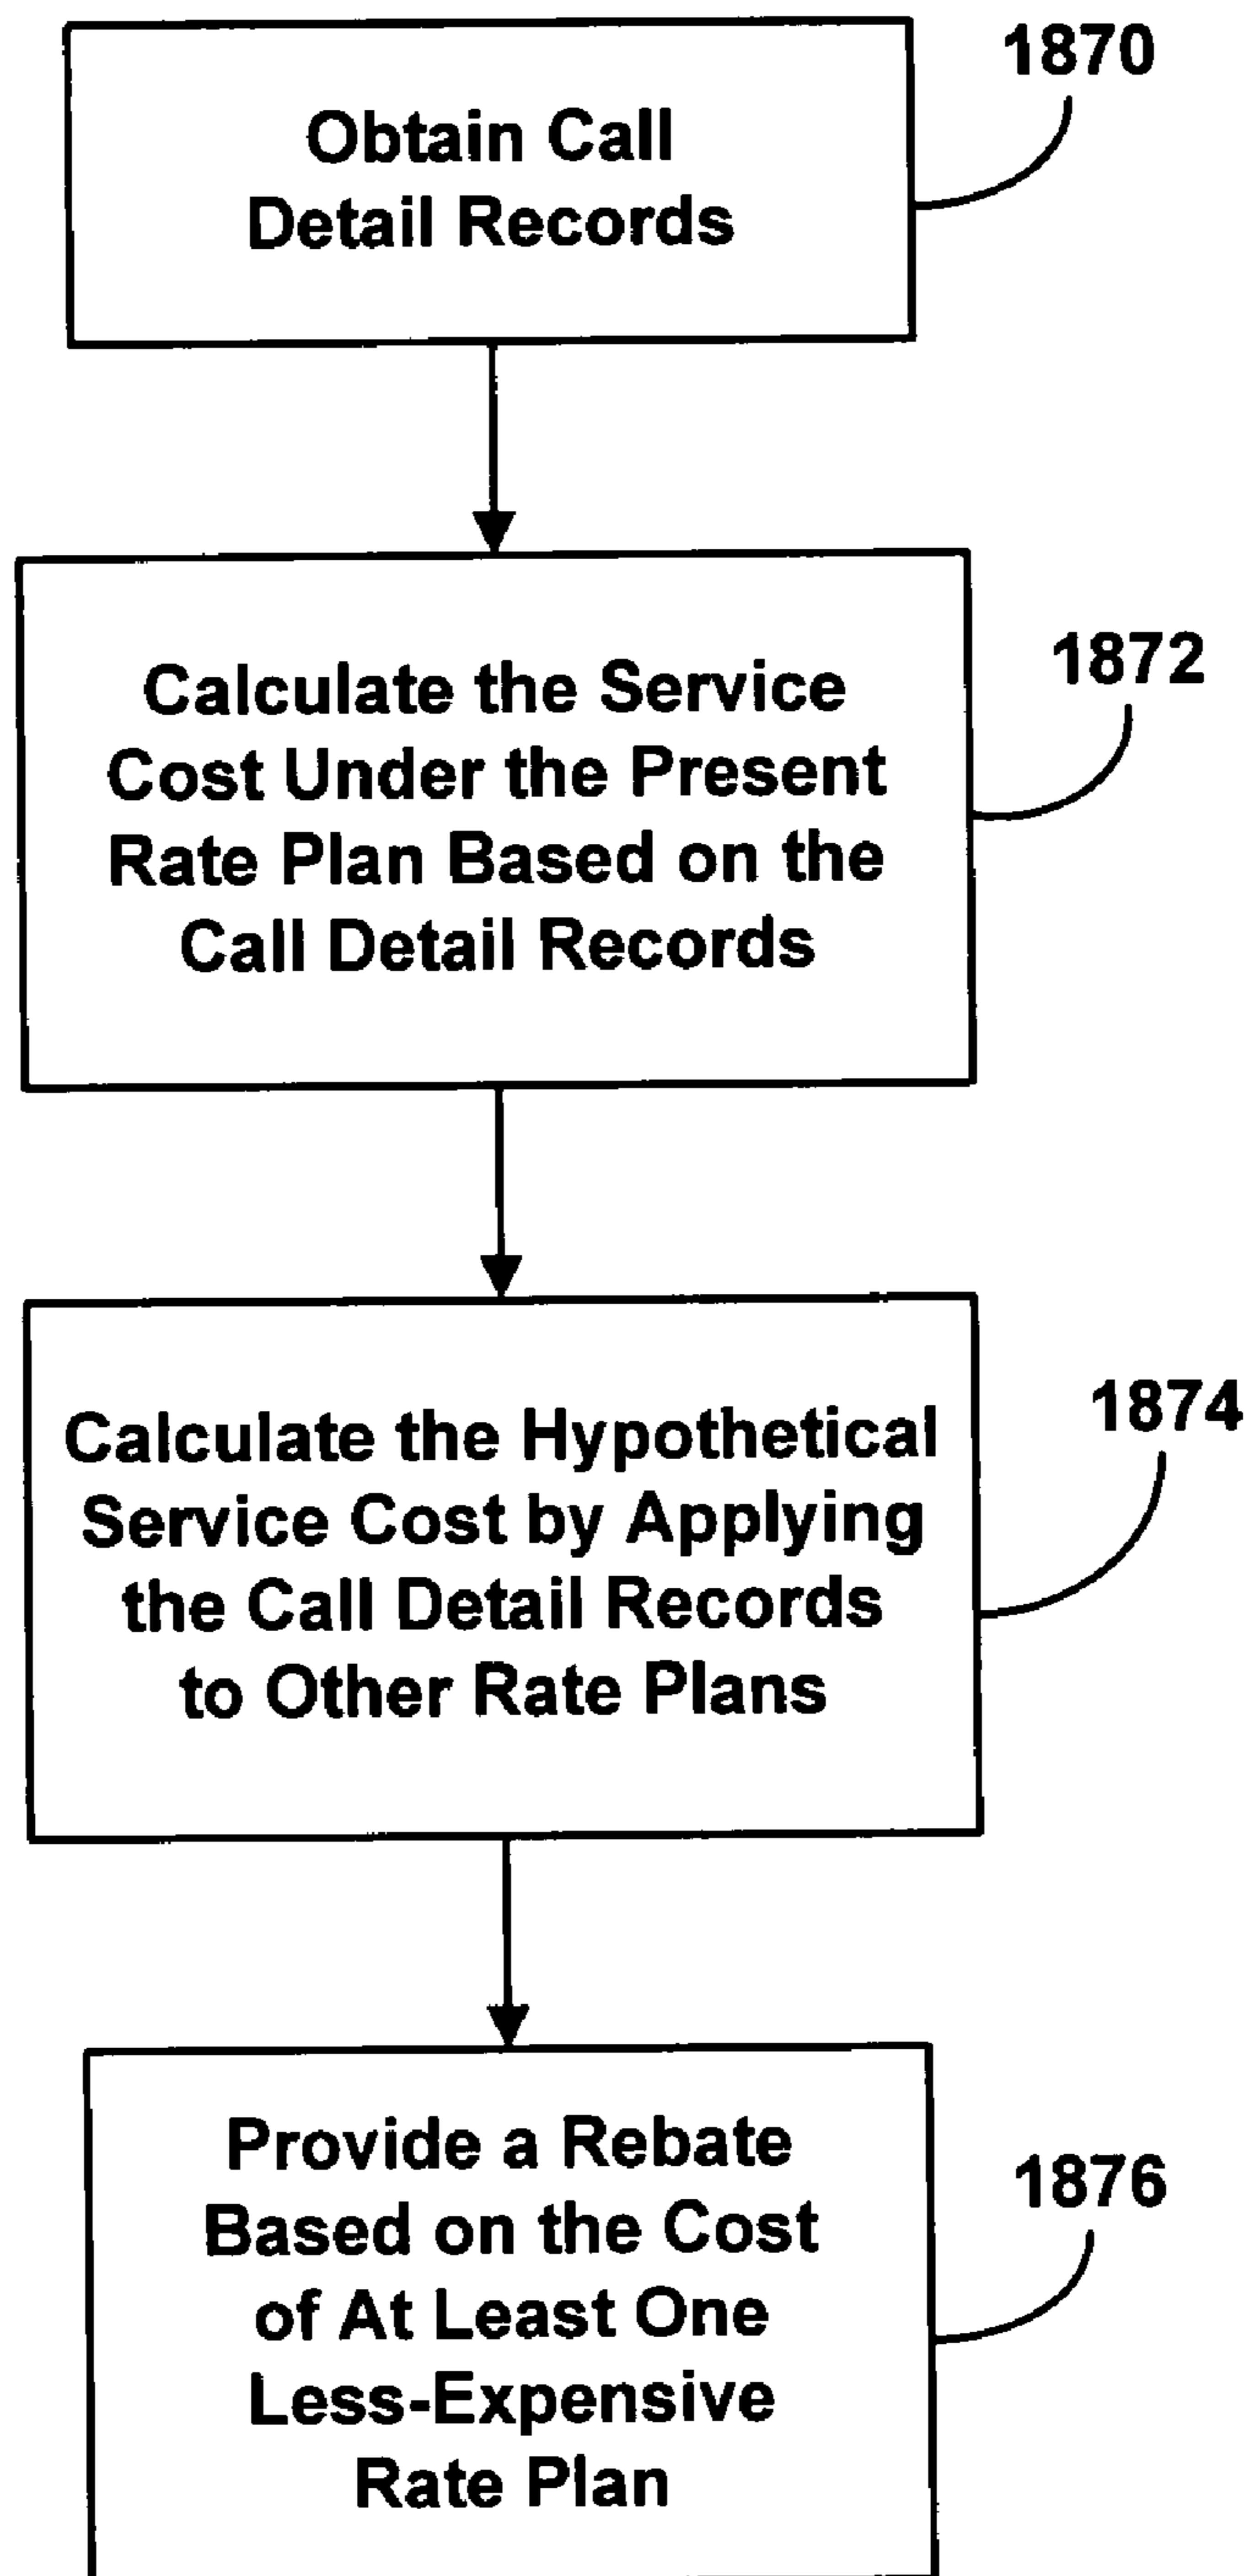 Obtain Call
Detail Records
1870
Calculate the Service
Cost Under the Present
Rate Plan Based on the
Call Detail Records
1872
Calculate the Hypothetical
Service Cost by Applying
the Call Detail Records
to Other Rate Plans
1874
Provide a Rebate
Based on the Cost
of At Least One
Less-Expensive
Rate Plan
1876